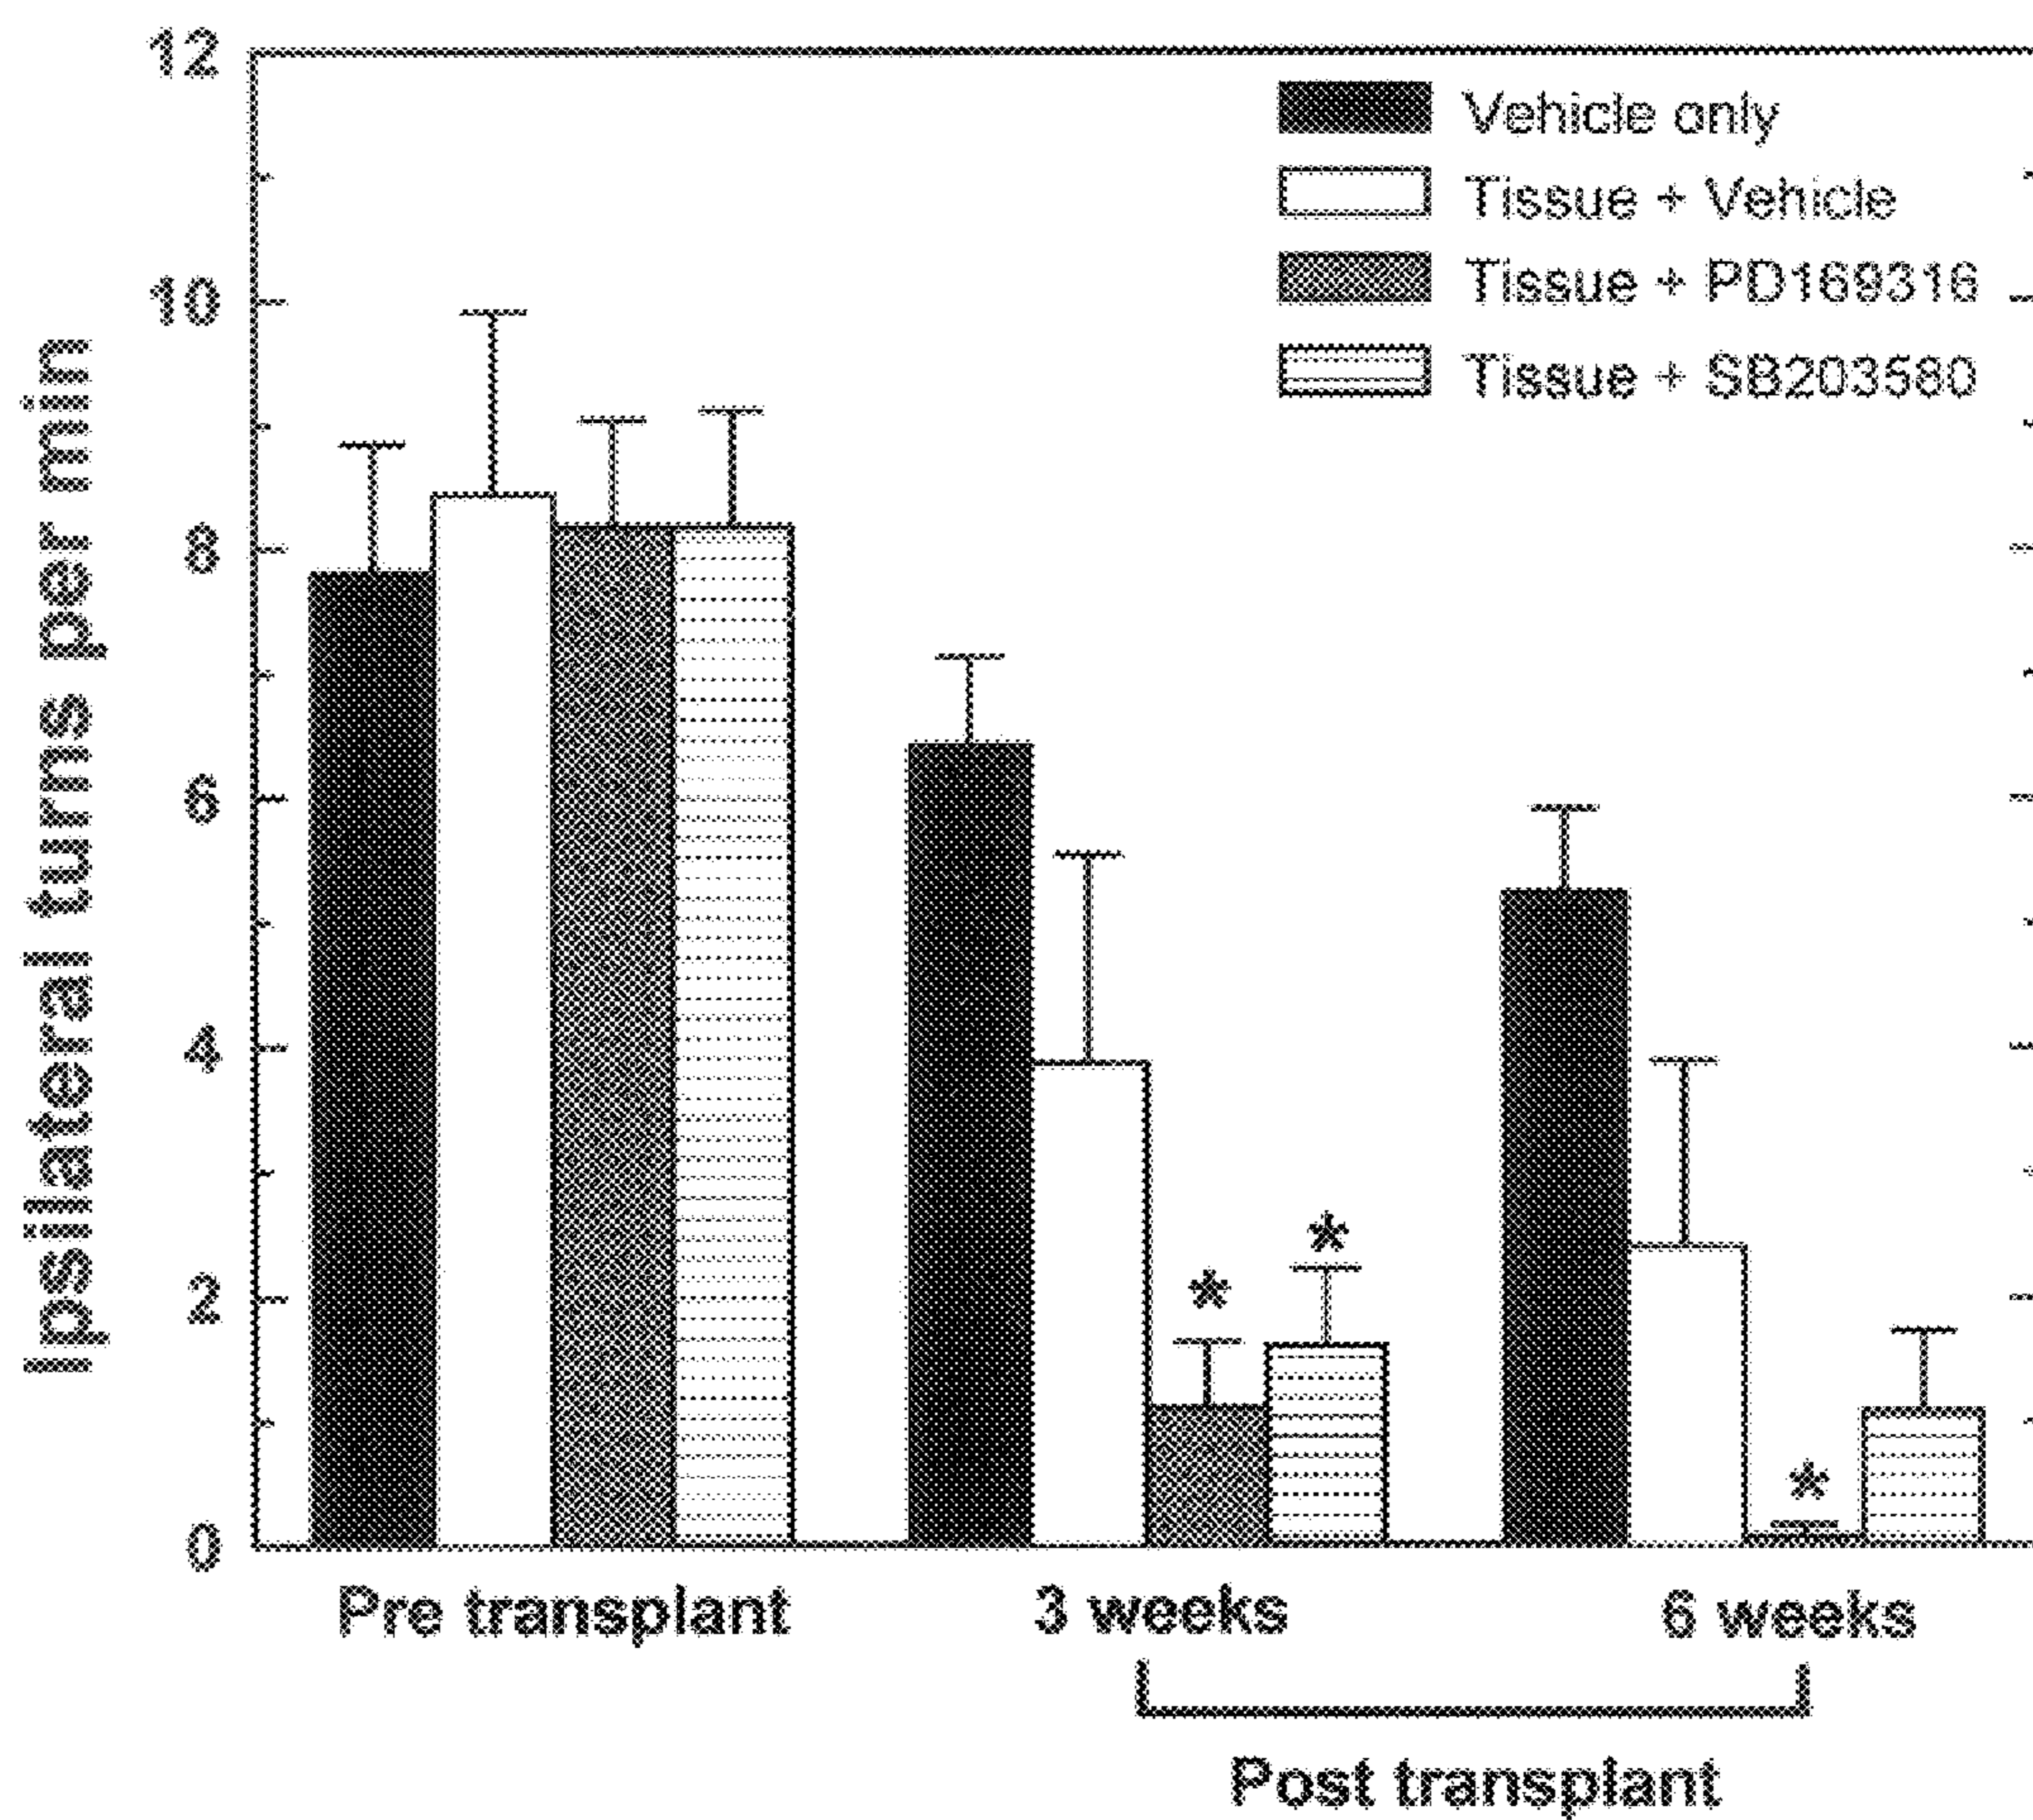 Ipsilateral turns per min
12
10
8
6
4
2
0
Vehicle only
Tissue + Vehicle
Tissue + PD169316
Tissue + SB203580
*
*
*
Pre transplant
3 weeks
6 weeks
Post transplant